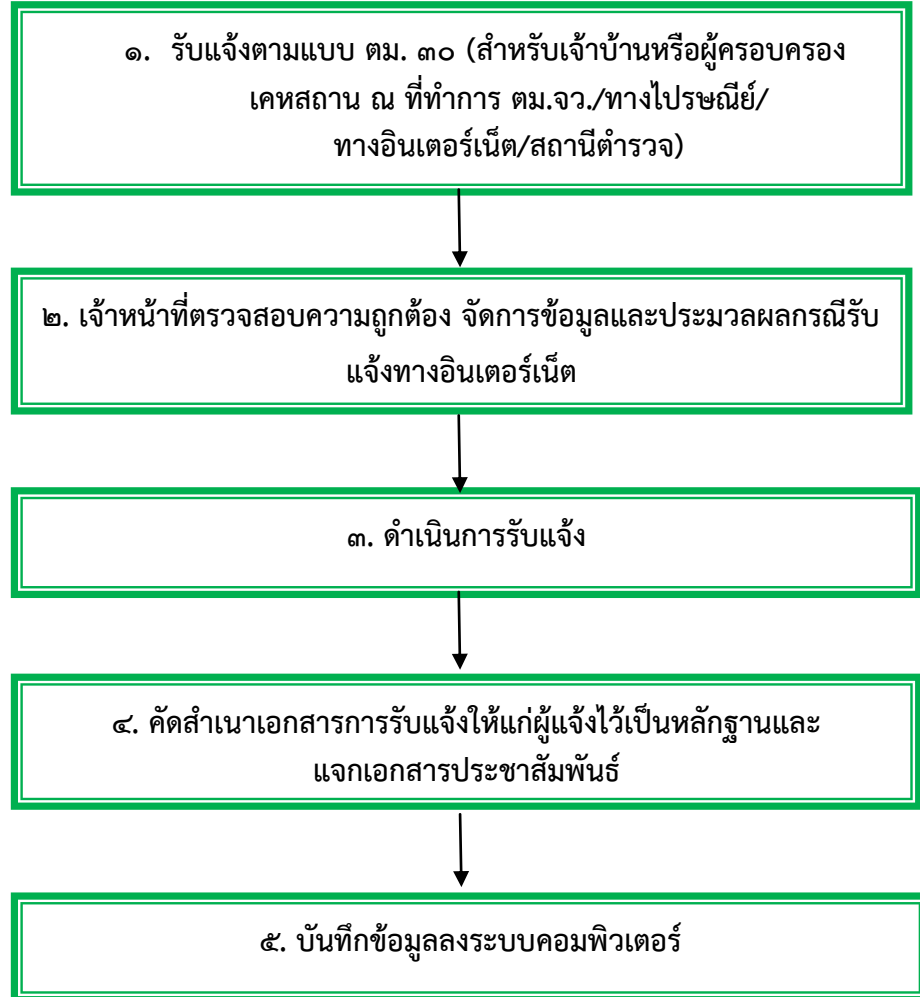 ๑. รับแจ้งตามแบบ ตม. ๓๐ (สำหรับเจ้าบ้านหรือผู้ครอบครอง
เคหสถาน ณ ที่ทำการ ตม.จว./ทางไปรษณีย์/
ทางอินเตอร์เน็ต/สถานีตำรวจ)
๒. เจ้าหน้าที่ตรวจสอบความถูกต้อง จัดการข้อมูลและประมวลผลกรณีรับ
แจ้งทางอินเตอร์เน็ต
๓. ดำเนินการรับแจ้ง
๔. คัดสำเนาเอกสารการรับแจ้งให้แก่ผู้แจ้งไว้เป็นหลักฐานและ
แจกเอกสารประชาสัมพันธ์
๕. บันทึกข้อมูลลงระบบคอมพิวเตอร์